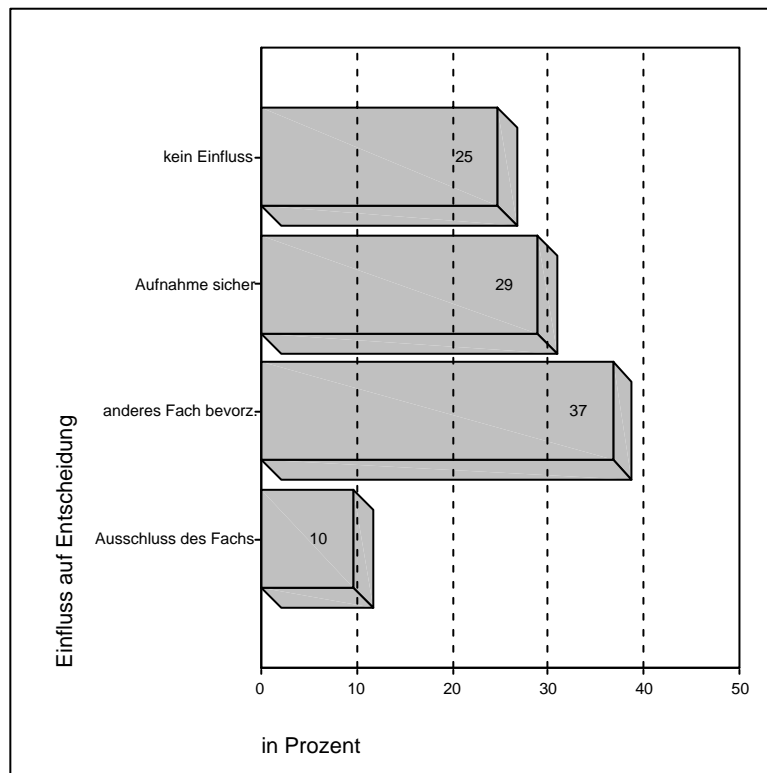 kein Einfluss
25
Aufnahme sicher
29
anderes Fach bevorz.
37
Ausschluss des Fachs
10
Einfluss auf Entscheidung
0 10 20 30 40 50
in Prozent